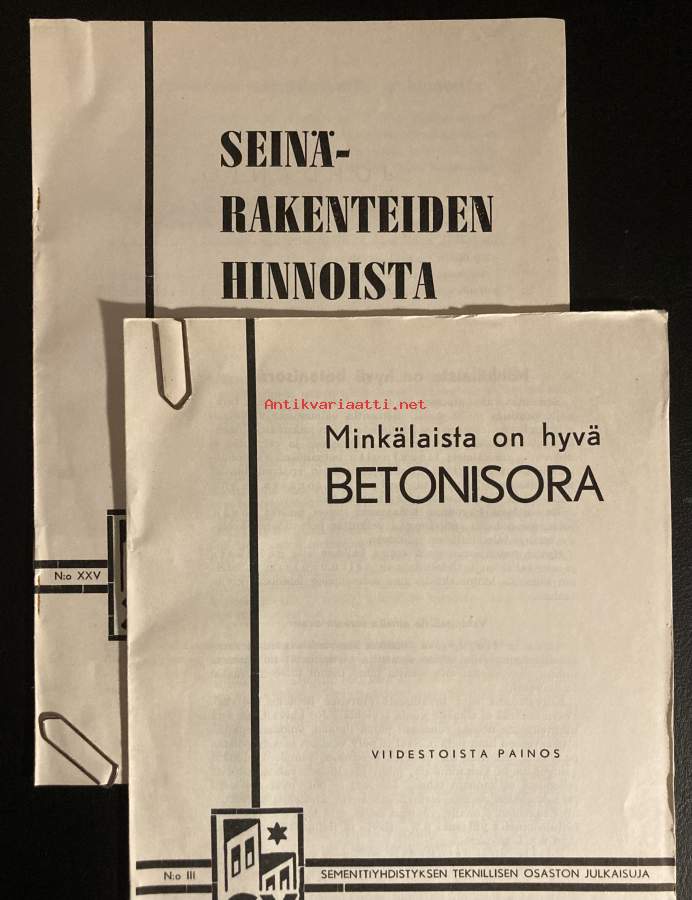 SEINÄ-
RAKENTEIDEN
HINNOISTA
N:o XXV
Antikvariaatti.net
Minkälaista on hyvä
BETONISORA
VIIDESTOISTA PAINOS
N:o III
SEMENTTIYHDISTYKSEN TEKNILLISEN OSASTON JULKAISUJA